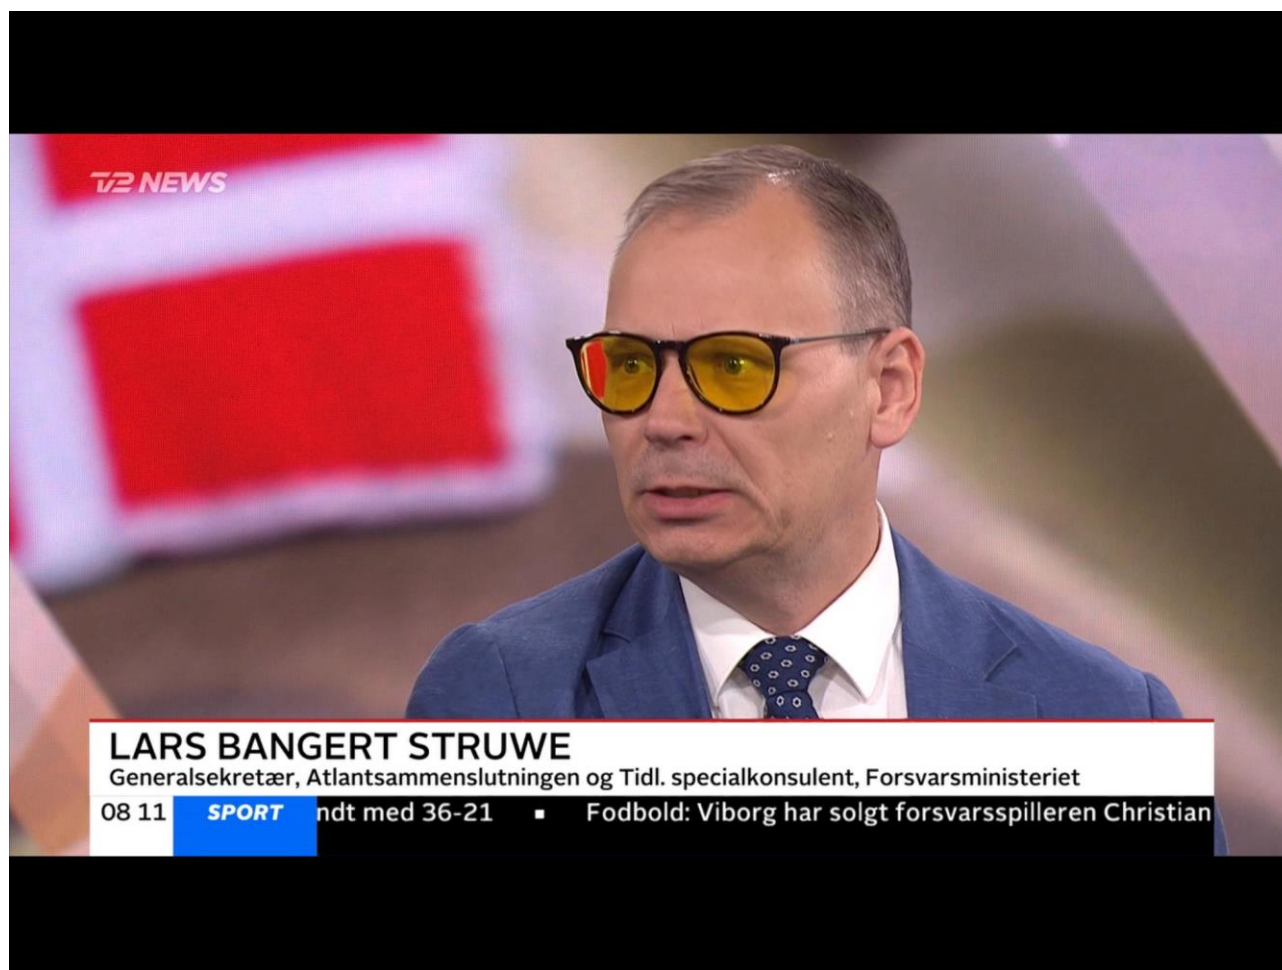 TV2 NEWS
LARS BANGERT STRUWE
Generalsekretær, Atlantsammenslutningen og Tidl. specialkonsulent, Forsvarsministeriet
08 11 SPORT ndt med 36-21 ▪ Fodbold: Viborg har solgt forsvarsspilleren Christian